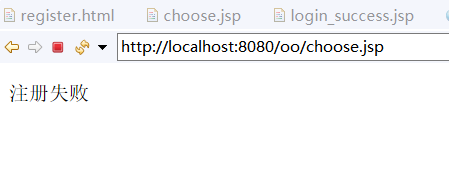 register.html choose.jsp login_success.jsp
http://localhost:8080/oo/choose.jsp
注册失败